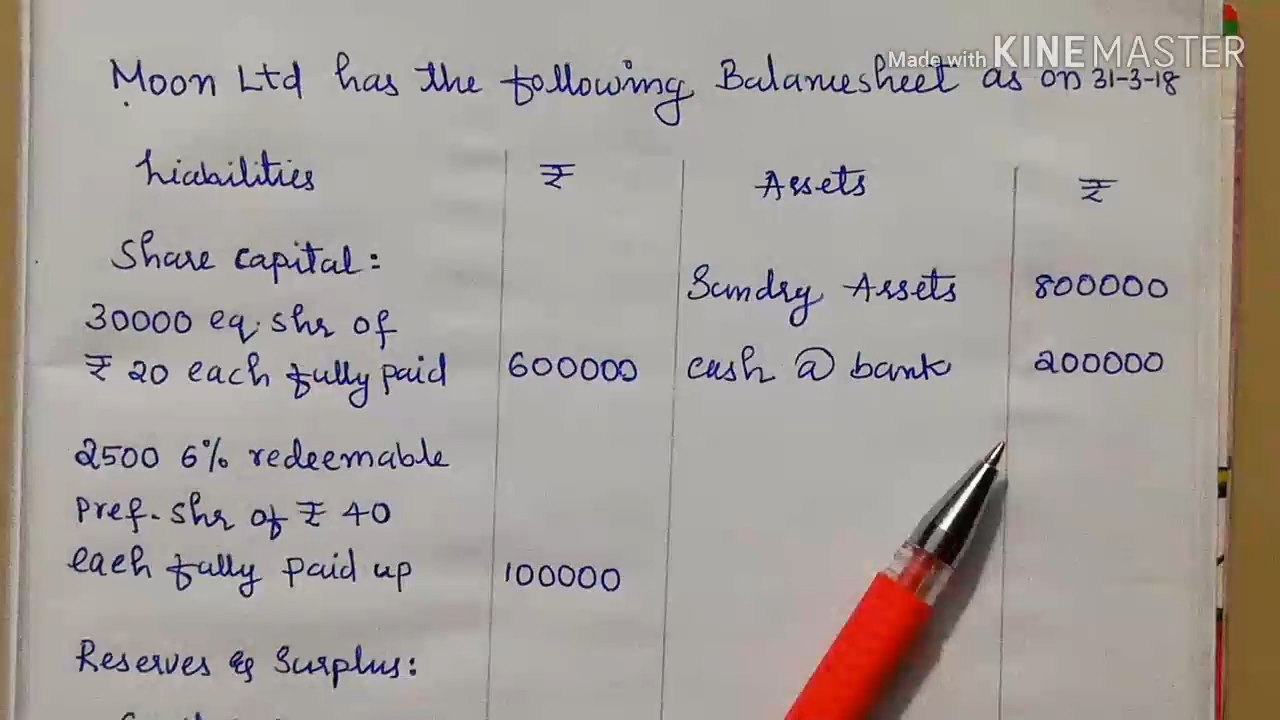 Made with KINEMASTER
Moon Ltd has the following Balancesheet as on 31-3-18
Liabilities ₹ Assets ₹
Share capital:
Sundry Assets 800000
30000 eq. shr of
₹ 20 each fully paid 600000 cash @ bank 200000
2500 6% redeemable
Pref. shr of ₹ 40
each fully paid up 100000
Reserves & Surplus: